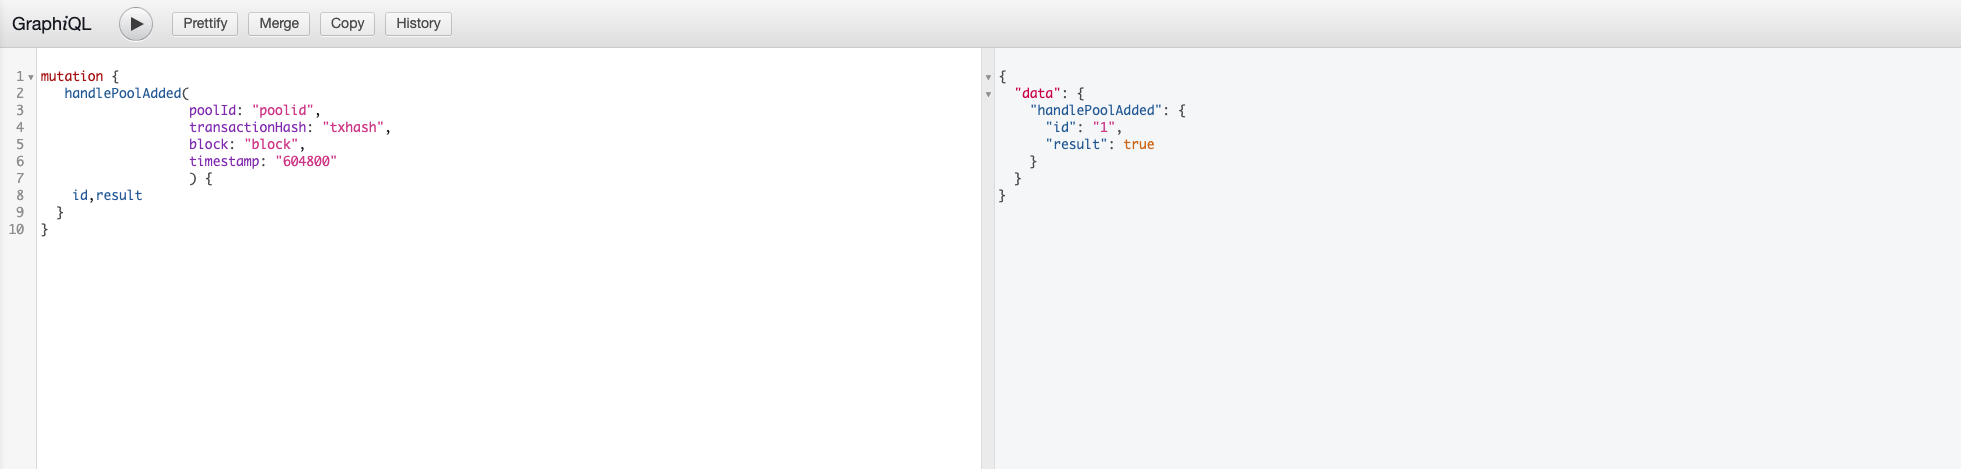 GraphiQL Prettify Merge Copy History
1 mutation {
2 handlePoolAdded(
3 poolId: "poolid",
4 transactionHash: "txhash",
5 block: "block",
6 timestamp: "604800"
7 ) {
8 id,result
9 }
10 }
{
"data": {
"handlePoolAdded": {
"id": "1",
"result": true
}
}
}